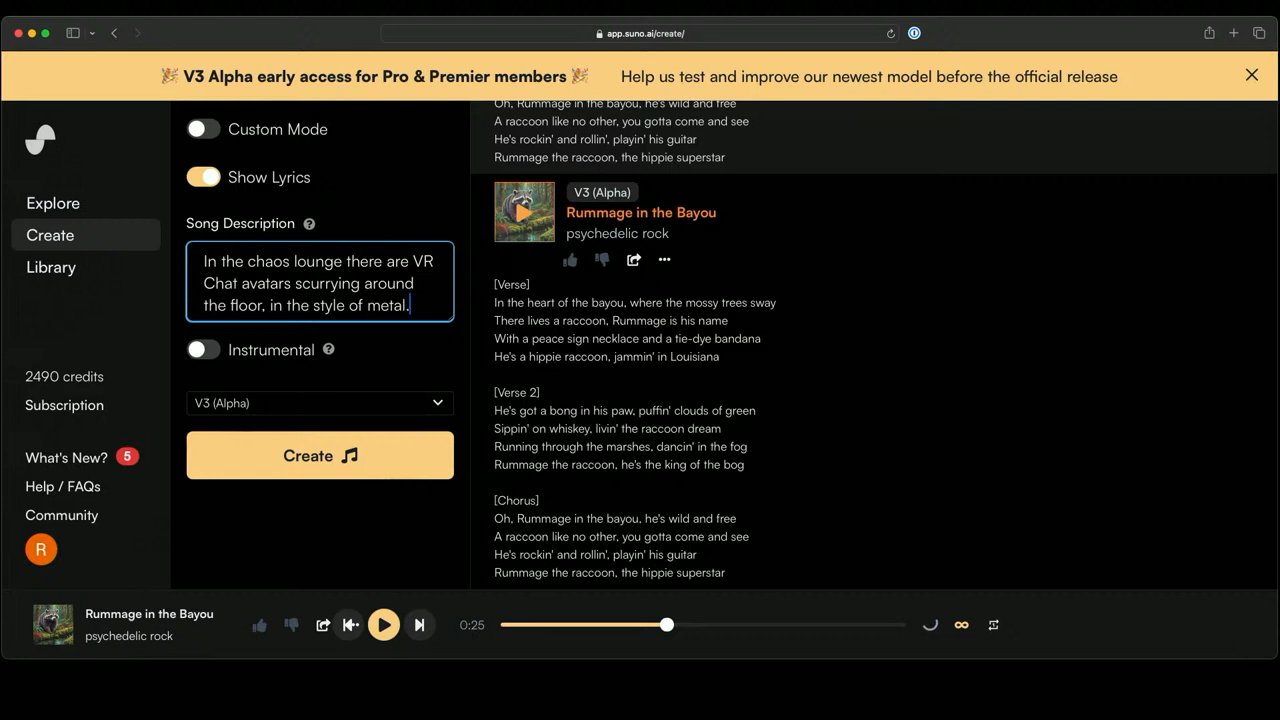 app.suno.ai/create/
🎉 V3 Alpha early access for Pro & Premier members 🎉 Help us test and improve our newest model before the official release
Explore
Create
Library
2490 credits
Subscription
What's New? 5
Help / FAQs
Community
R
Custom Mode
Show Lyrics
Song Description ?
In the chaos lounge there are VR
Chat avatars scurrying around
the floor, in the style of metal.
Instrumental ?
V3 (Alpha)
Create
Oh, Rummage in the bayou, he's wild and free
A raccoon like no other, you gotta come and see
He's rockin' and rollin', playin' his guitar
Rummage the raccoon, the hippie superstar
V3 (Alpha)
Rummage in the Bayou
psychedelic rock
[Verse]
In the heart of the bayou, where the mossy trees sway
There lives a raccoon, Rummage is his name
With a peace sign necklace and a tie-dye bandana
He's a hippie raccoon, jammin' in Louisiana
[Verse 2]
He's got a bong in his paw, puffin' clouds of green
Sippin' on whiskey, livin' the raccoon dream
Running through the marshes, dancin' in the fog
Rummage the raccoon, he's the king of the bog
[Chorus]
Oh, Rummage in the bayou, he's wild and free
A raccoon like no other, you gotta come and see
He's rockin' and rollin', playin' his guitar
Rummage the raccoon, the hippie superstar
Rummage in the Bayou
psychedelic rock
0:25